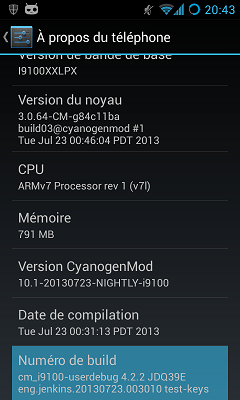 20:43
À propos du téléphone
Version de bande de base
I9100XXLPX
Version du noyau
3.0.64-CM-g84c11ba
build03@cyanogenmod #1
Tue Jul 23 00:46:04 PDT 2013
CPU
ARMv7 Processor rev 1 (v7l)
Mémoire
791 MB
Version CyanogenMod
10.1-20130723-NIGHTLY-i9100
Date de compilation
Tue Jul 23 00:31:13 PDT 2013
Numéro de build
cm_i9100-userdebug 4.2.2 JDQ39E
eng.jenkins.20130723.003010 test-keys